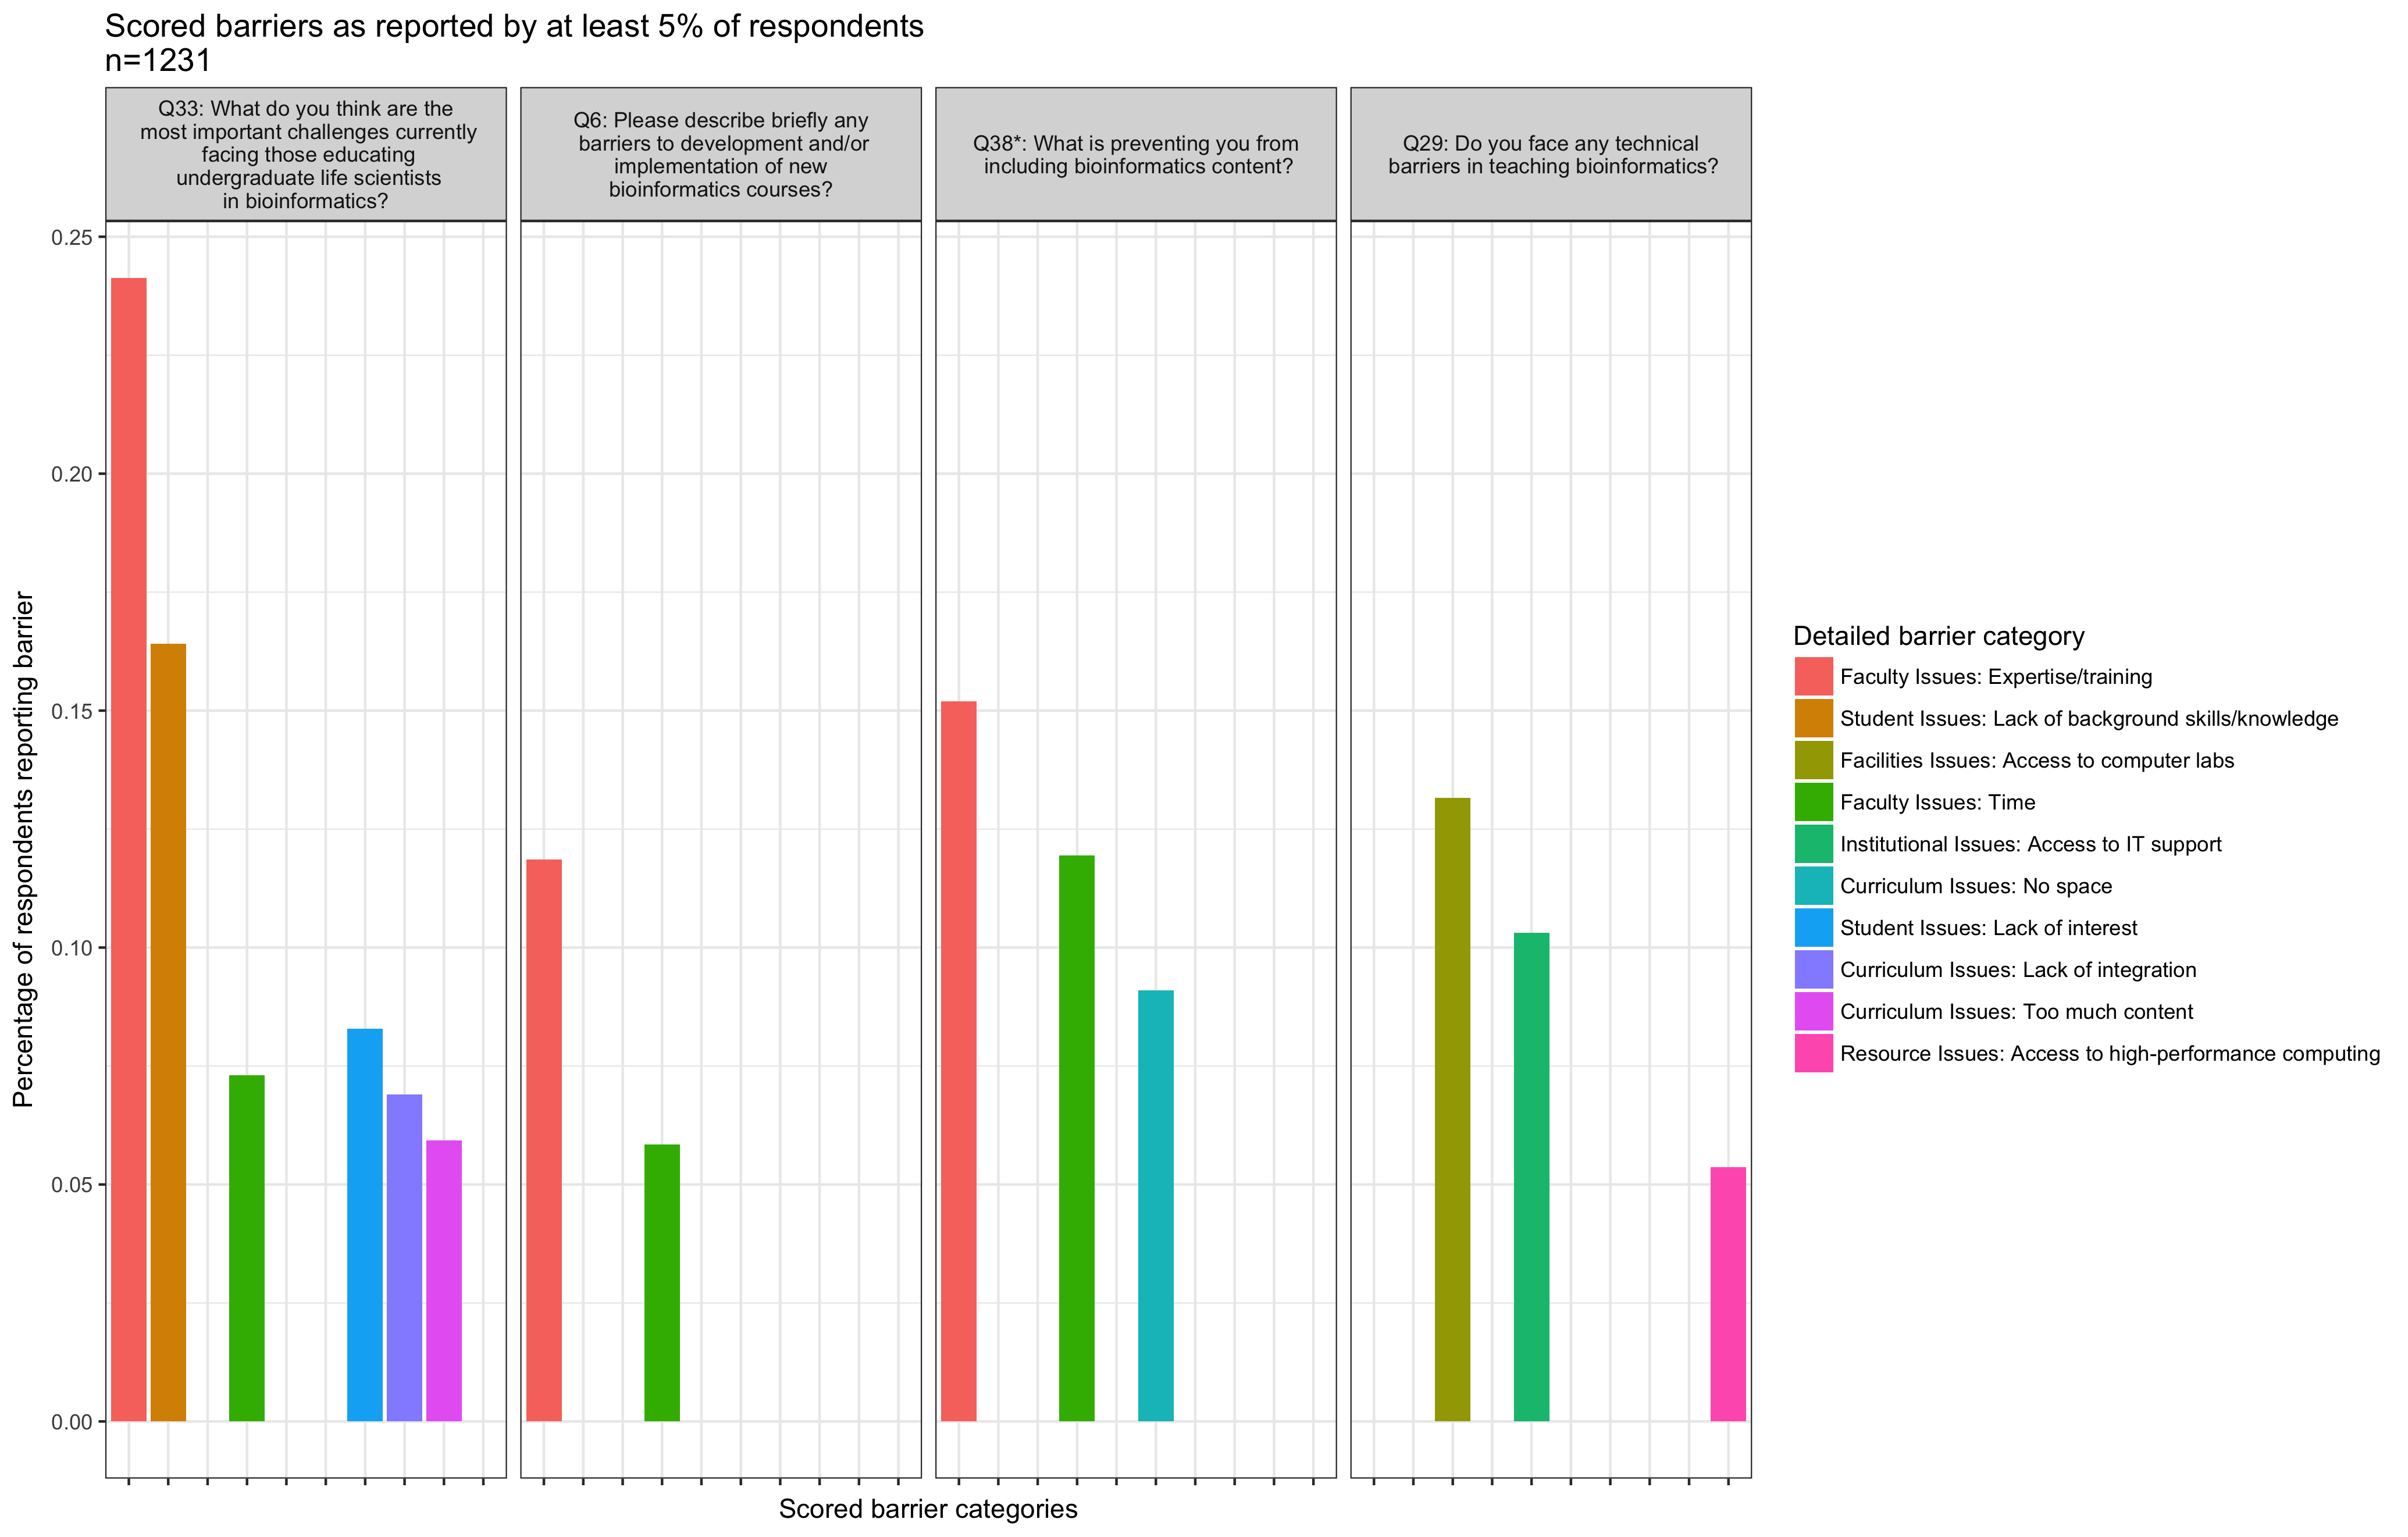 Scored barriers as reported by at least 5% of respondents
n=1231
Q33: What do you think are the
most important challenges currently
facing those educating
undergraduate life scientists
in bioinformatics?
Q6: Please describe briefly any
barriers to development and/or
implementation of new
bioinformatics courses?
Q38*: What is preventing you from
including bioinformatics content?
Q29: Do you face any technical
barriers in teaching bioinformatics?
Percentage of respondents reporting barrier
0.25
0.20
0.15
0.10
0.05
0.00
Scored barrier categories
Detailed barrier category
Faculty Issues: Expertise/training
Student Issues: Lack of background skills/knowledge
Facilities Issues: Access to computer labs
Faculty Issues: Time
Institutional Issues: Access to IT support
Curriculum Issues: No space
Student Issues: Lack of interest
Curriculum Issues: Lack of integration
Curriculum Issues: Too much content
Resource Issues: Access to high-performance computing